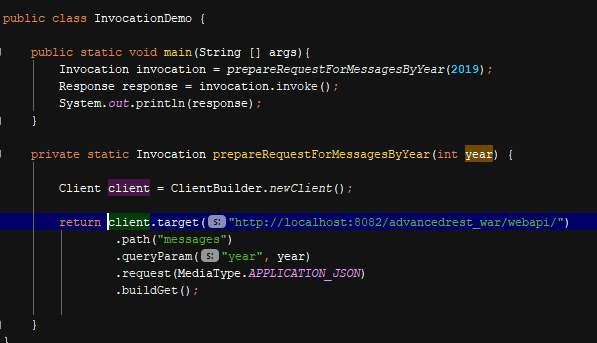 public class InvocationDemo {
public static void main(String [] args){
Invocation invocation = prepareRequestForMessagesByYear(2019);
Response response = invocation.invoke();
System.out.println(response);
}
private static Invocation prepareRequestForMessagesByYear(int year) {
Client client = ClientBuilder.newClient();
return client.target( s: "http://localhost:8082/advancedrest_war/webapi/")
.path("messages")
.queryParam( s: "year", year)
.request(MediaType.APPLICATION_JSON)
.buildGet();
}
}